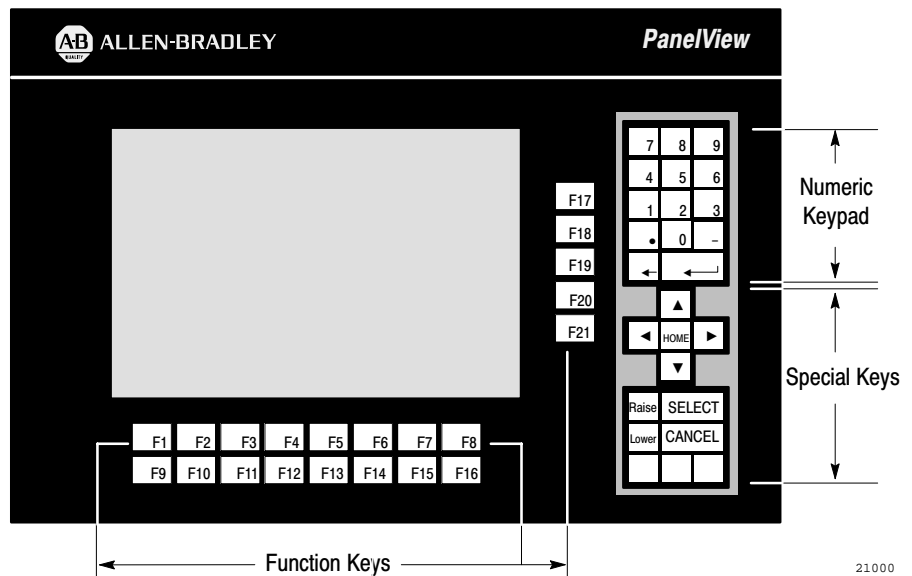 AB QUALITY ALLEN-BRADLEY
PanelView
7 8 9
4 5 6
1 2 3
• 0 -
← ↵
F17
F18
F19
F20
F21
▲
◄ HOME ►
▼
Raise SELECT
Lower CANCEL
F1 F2 F3 F4 F5 F6 F7 F8
F9 F10 F11 F12 F13 F14 F15 F16
Numeric
Keypad
Special Keys
Function Keys
21000